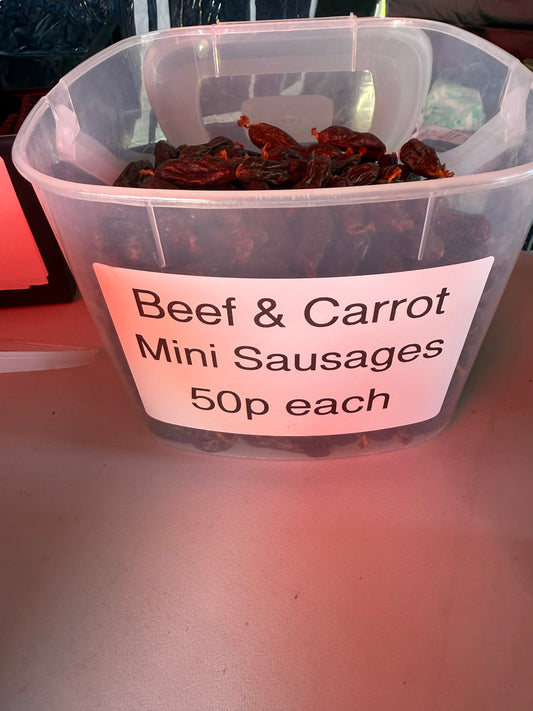 Beef & Carrot
Mini Sausages
50p each